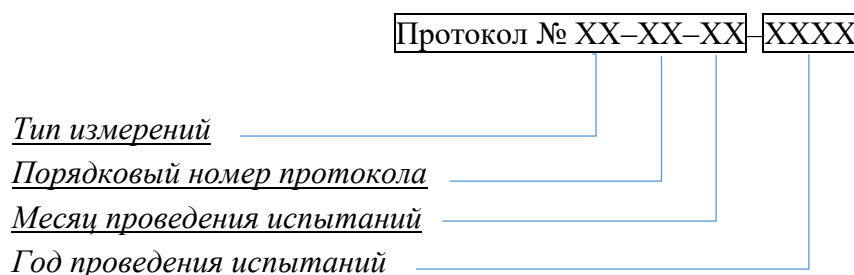 Протокол № XX–XX–XX–XXXX
Тип измерений
Порядковый номер протокола
Месяц проведения испытаний
Год проведения испытаний